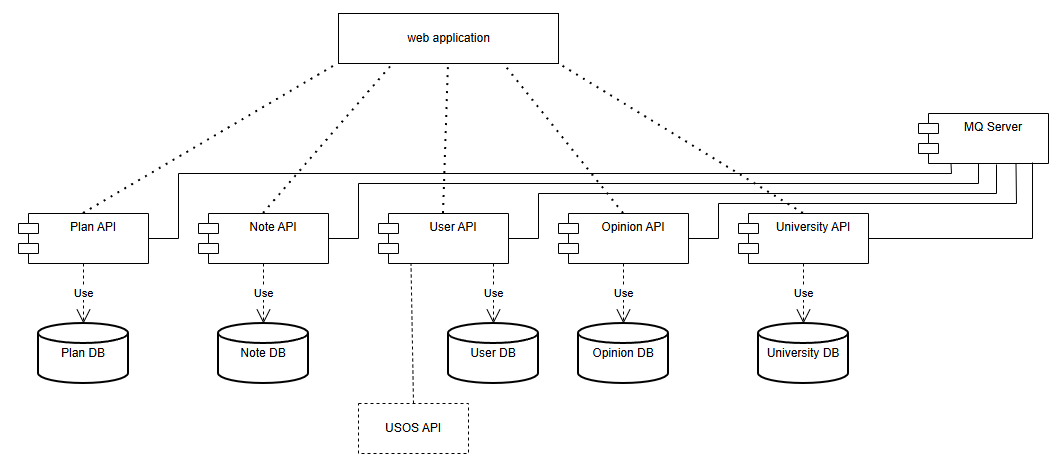 web application
MQ Server
Plan API
Note API
User API
Opinion API
University API
Use
Use
Use
Use
Use
Plan DB
Note DB
User DB
Opinion DB
University DB
USOS API